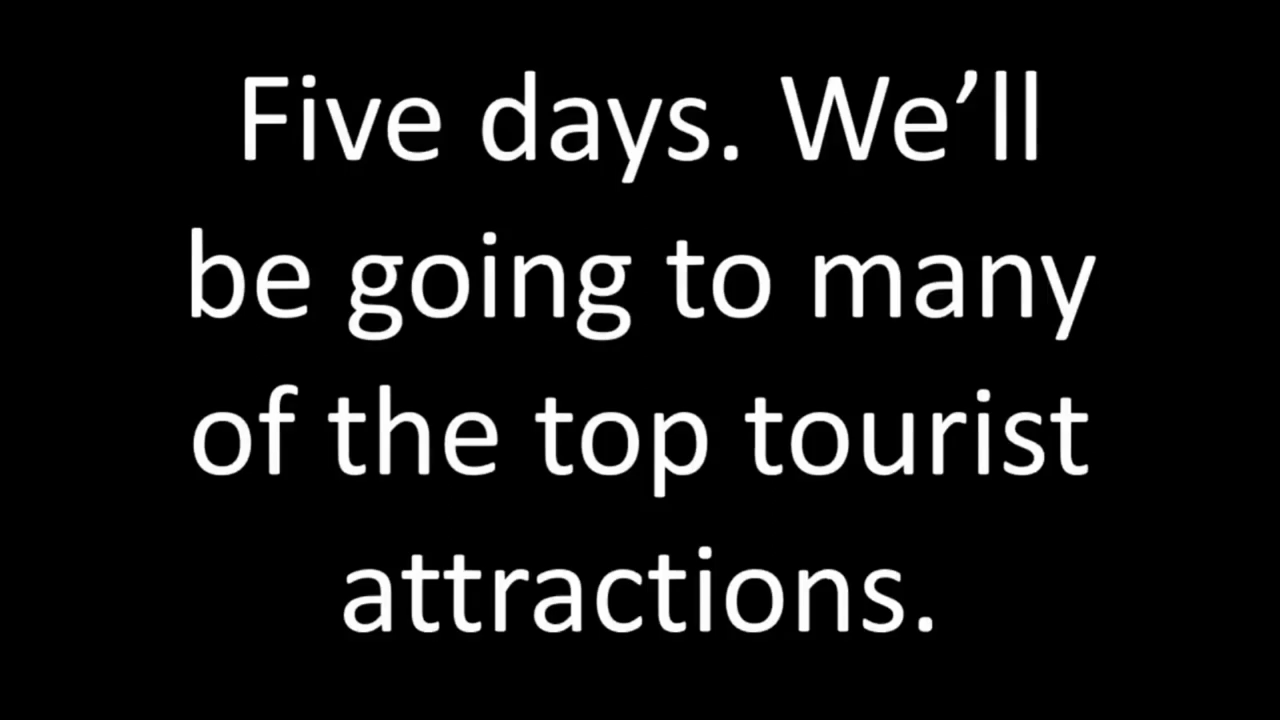 Five days. We’ll
be going to many
of the top tourist
attractions.